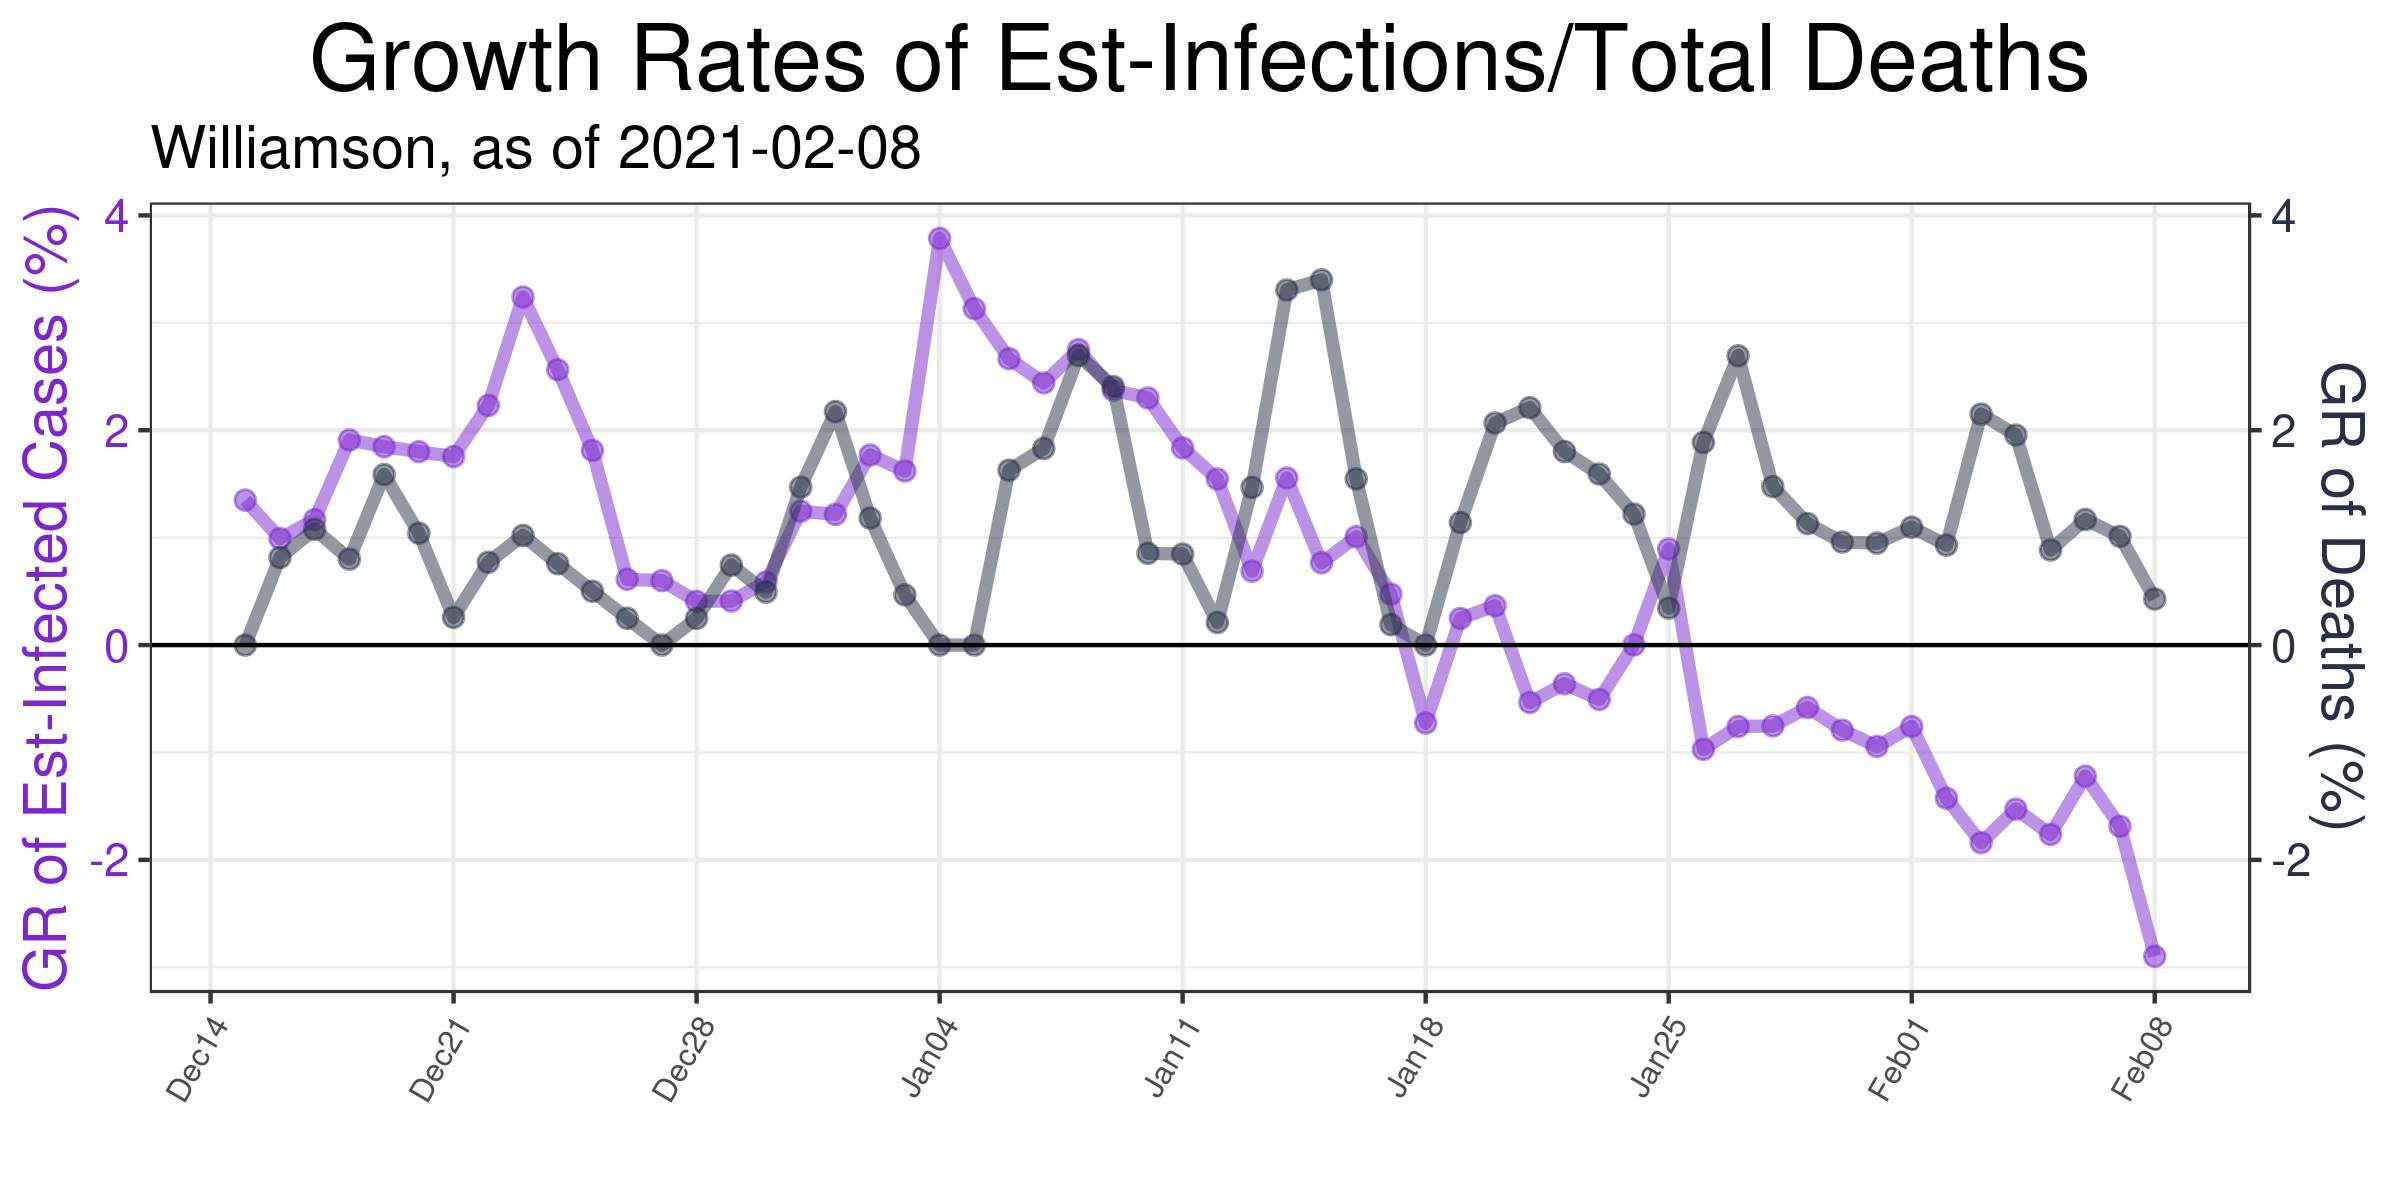 Growth Rates of Est-Infections/Total Deaths
Williamson, as of 2021-02-08
GR of Est-Infected Cases (%)
4
2
0
-2
4
2
0
-2
GR of Deaths (%)
Dec14
Dec21
Dec28
Jan04
Jan11
Jan18
Jan25
Feb01
Feb08